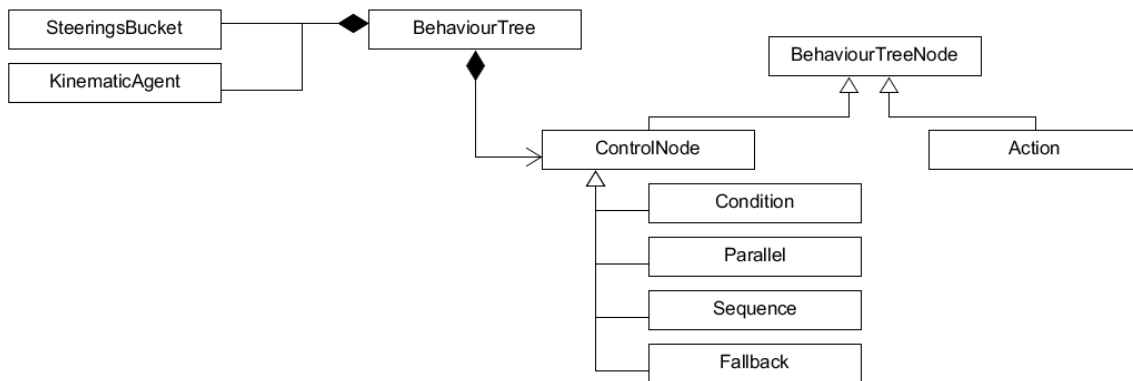 SteeringsBucket
BehaviourTree
KinematicAgent
BehaviourTreeNode
ControlNode
Action
Condition
Parallel
Sequence
Fallback